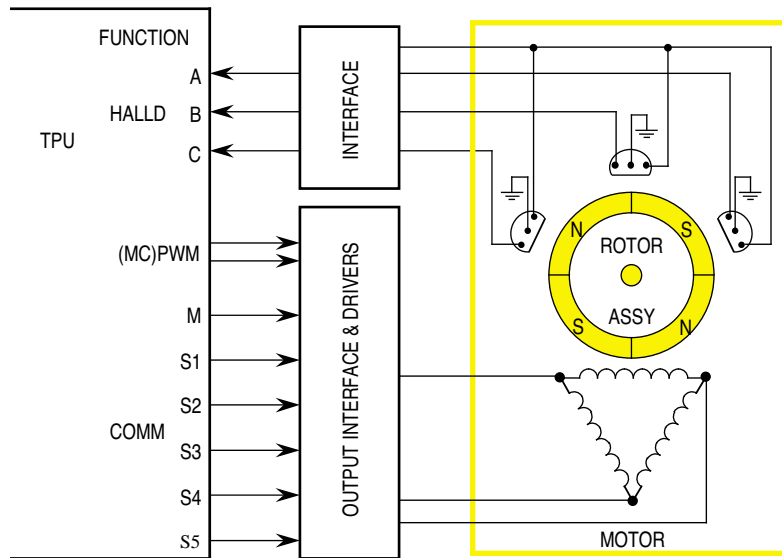 FUNCTION
A
HALLD
B
TPU
C
INTERFACE
(MC)PWM
M
S1
S2
COMM
S3
S4
S5
OUTPUT INTERFACE & DRIVERS
N
S
ROTOR
ASSY
S
N
MOTOR